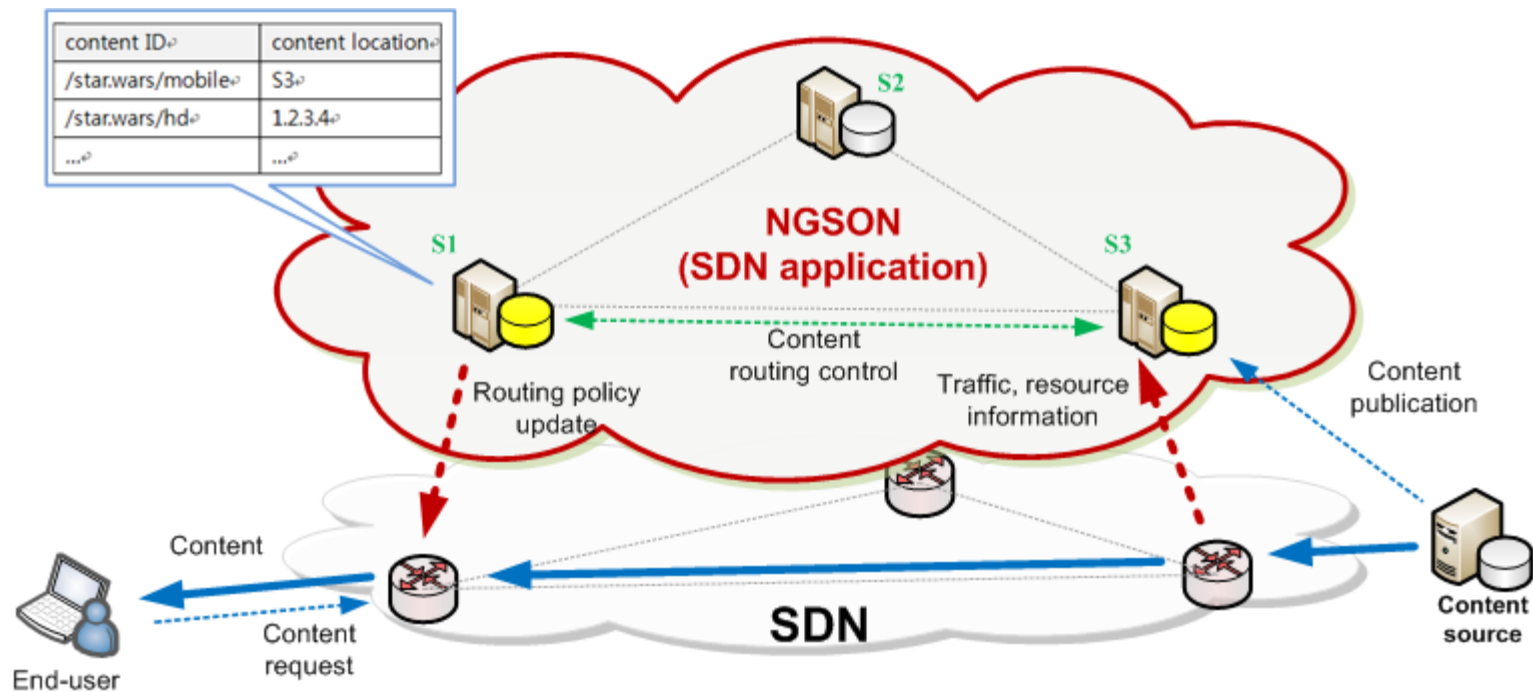 content ID content location
/star.wars/mobile S3
/star.wars/hd 1.2.3.4
... ...
S2
NGSON
(SDN application)
S1
S3
Content
routing control
Routing policy
update
Traffic, resource
information
Content
publication
Content
Content
request
End-user
SDN
Content
source